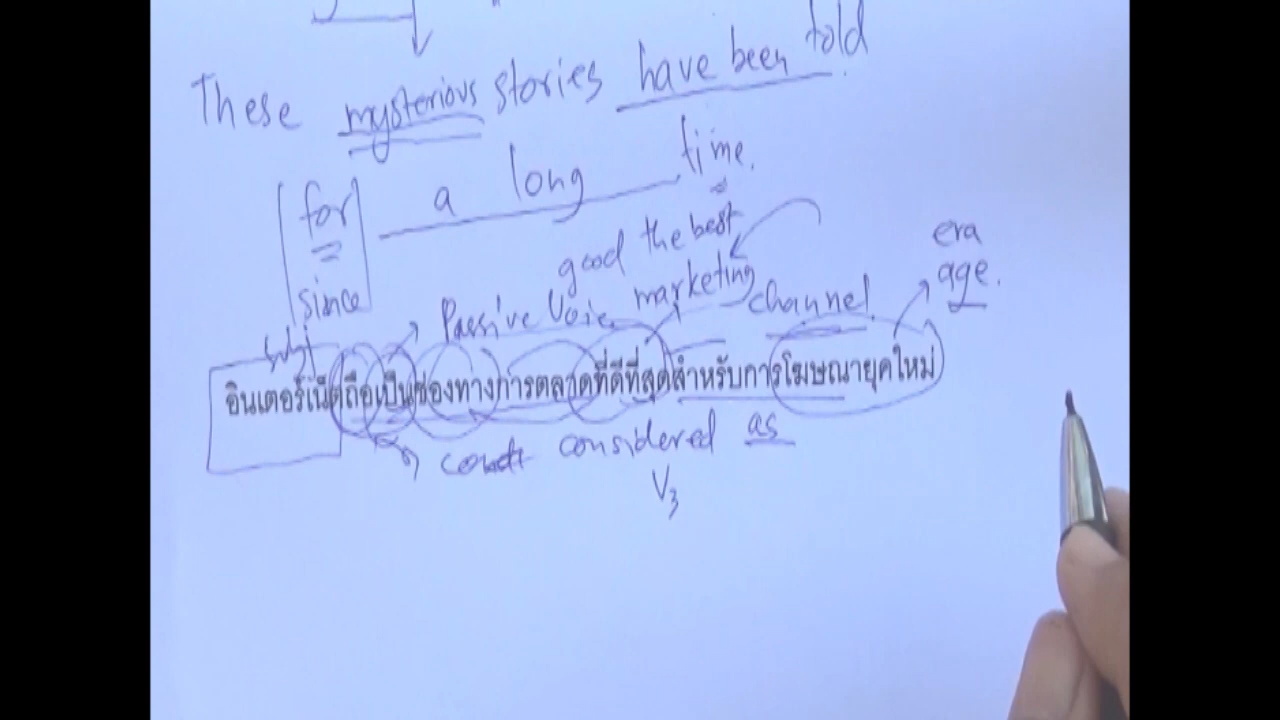 These mysterious stories have been told
for a long time.
since
good the best
era
age.
Passive Voice marketing channel
อินเตอร์เน็ตถือเป็นช่องทางการตลาดที่ดีที่สุดสำหรับการโฆษณายุคใหม่
considered as
V3